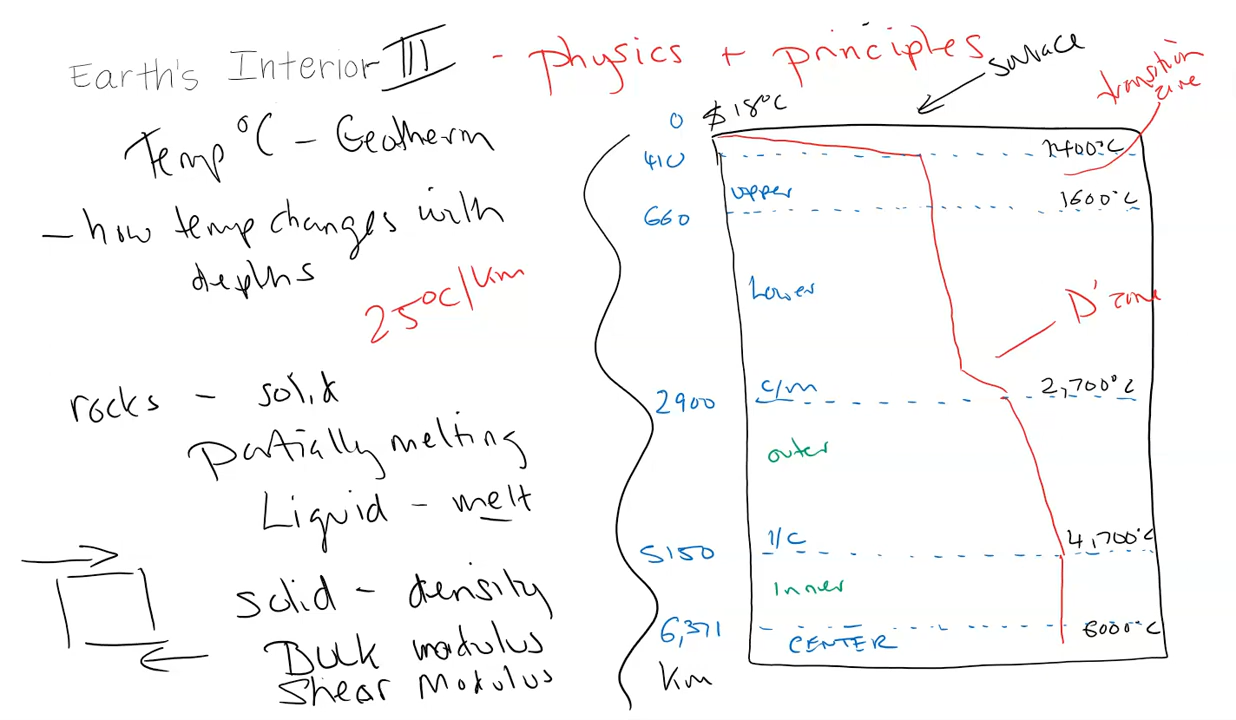 Earth's Interior III - physics + principles
Temp °C - Geotherm
- how temp changes with
depths
25°C/km
rocks - solid
Partially melting
Liquid - melt
solid - density
Bulk modulus
Shear Modulus
surface
transition
zone
0 18°C
410 1400°C
upper
660 1600°C
Lower
D' zone
2900 c/m 2,700°C
outer
5150 I/C 4,700°C
inner
6,371 CENTER 6000°C
Km